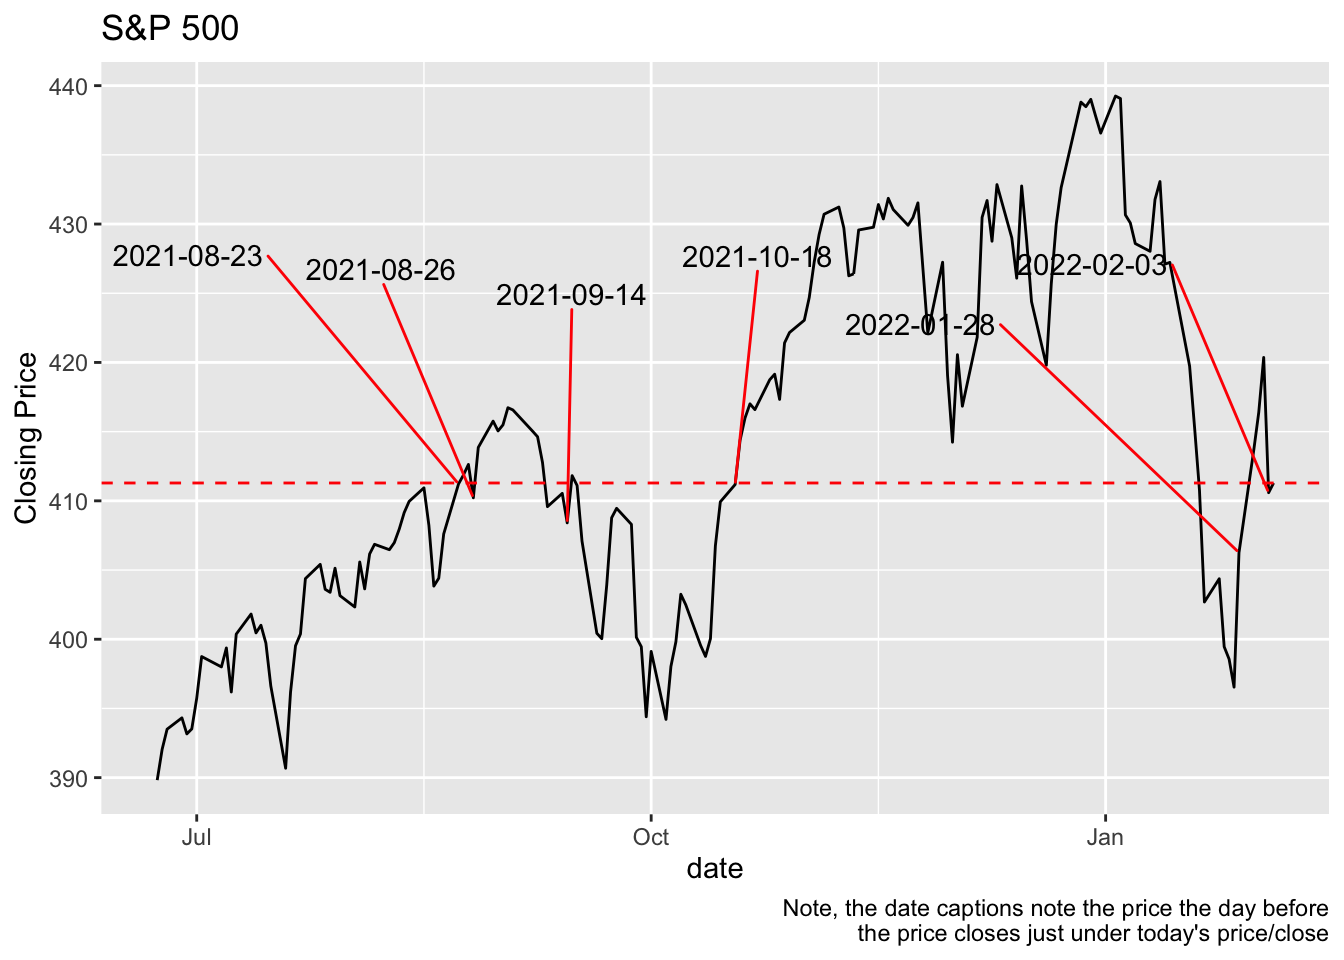 S&P 500
440
430
420
410
400
390
Closing Price
2021-08-23
2021-08-26
2021-09-14
2021-10-18
2022-01-28
2022-02-03
Jul
Oct
Jan
date
Note, the date captions note the price the day before
the price closes just under today's price/close